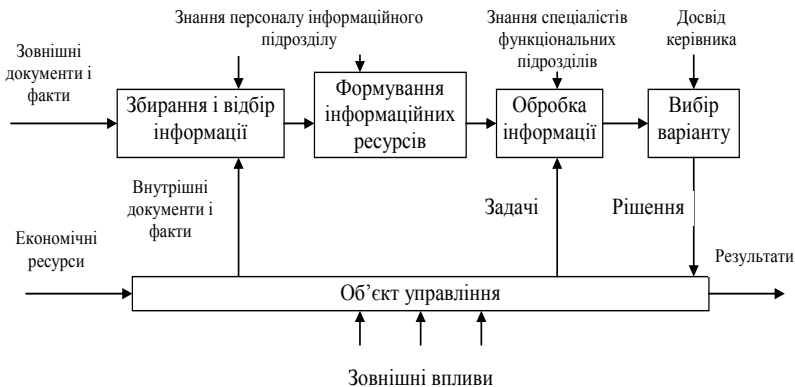 Знання персоналу інформаційного
підрозділу
Знання спеціалістів
функціональних
підрозділів
Досвід
керівника
Зовнішні
документи і
факти
Збирання і відбір
інформації
Формування
інформаційних
ресурсів
Обробка
інформації
Вибір
варіанту
Внутрішні
документи і
факти
Задачі
Рішення
Економічні
ресурси
Результати
Об’єкт управління
Зовнішні впливи